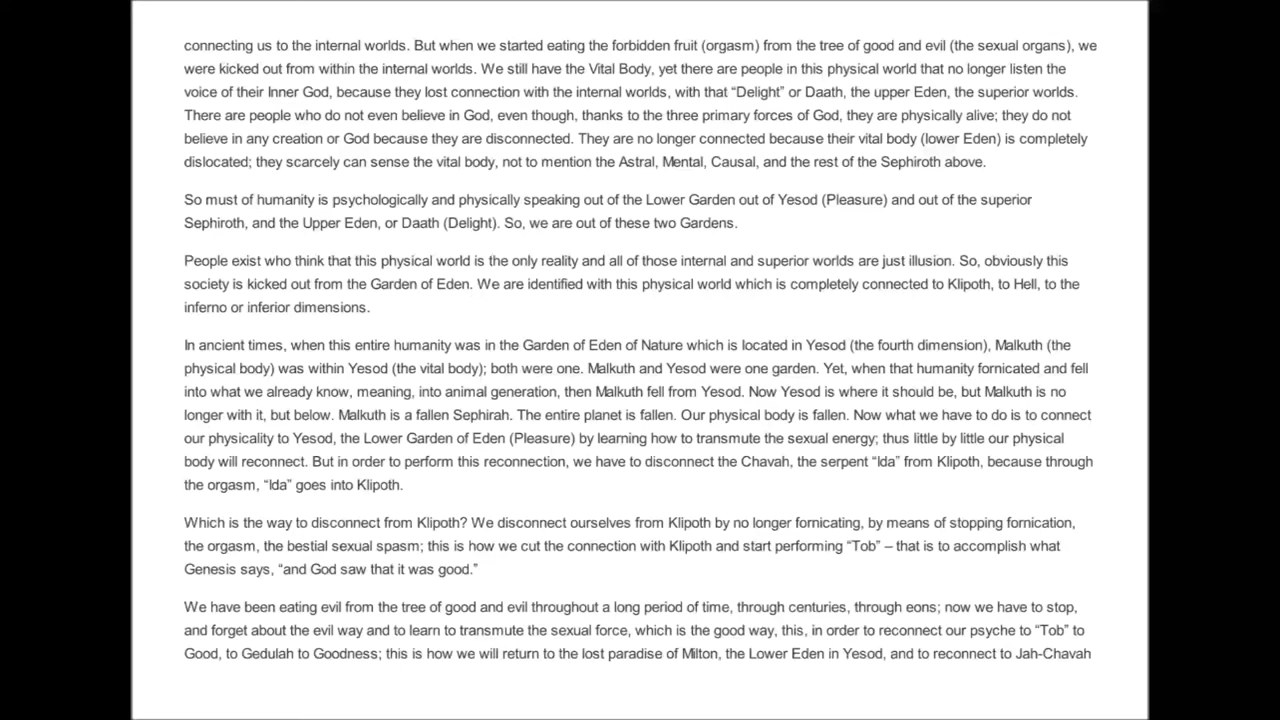 connecting us to the internal worlds. But when we started eating the forbidden fruit (orgasm) from the tree of good and evil (the sexual organs), we
were kicked out from within the internal worlds. We still have the Vital Body, yet there are people in this physical world that no longer listen the
voice of their Inner God, because they lost connection with the internal worlds, with that “Delight” or Daath, the upper Eden, the superior worlds.
There are people who do not even believe in God, even though, thanks to the three primary forces of God, they are physically alive; they do not
believe in any creation or God because they are disconnected. They are no longer connected because their vital body (lower Eden) is completely
dislocated; they scarcely can sense the vital body, not to mention the Astral, Mental, Causal, and the rest of the Sephiroth above.
So must of humanity is psychologically and physically speaking out of the Lower Garden out of Yesod (Pleasure) and out of the superior
Sephiroth, and the Upper Eden, or Daath (Delight). So, we are out of these two Gardens.
People exist who think that this physical world is the only reality and all of those internal and superior worlds are just illusion. So, obviously this
society is kicked out from the Garden of Eden. We are identified with this physical world which is completely connected to Klipoth, to Hell, to the
inferno or inferior dimensions.
In ancient times, when this entire humanity was in the Garden of Eden of Nature which is located in Yesod (the fourth dimension), Malkuth (the
physical body) was within Yesod (the vital body); both were one. Malkuth and Yesod were one garden. Yet, when that humanity fornicated and fell
into what we already know, meaning, into animal generation, then Malkuth fell from Yesod. Now Yesod is where it should be, but Malkuth is no
longer with it, but below. Malkuth is a fallen Sephirah. The entire planet is fallen. Our physical body is fallen. Now what we have to do is to connect
our physicality to Yesod, the Lower Garden of Eden (Pleasure) by learning how to transmute the sexual energy; thus little by little our physical
body will reconnect. But in order to perform this reconnection, we have to disconnect the Chavah, the serpent “Ida” from Klipoth, because through
the orgasm, “Ida” goes into Klipoth.
Which is the way to disconnect from Klipoth? We disconnect ourselves from Klipoth by no longer fornicating, by means of stopping fornication,
the orgasm, the bestial sexual spasm; this is how we cut the connection with Klipoth and start performing “Tob” – that is to accomplish what
Genesis says, “and God saw that it was good.”
We have been eating evil from the tree of good and evil throughout a long period of time, through centuries, through eons; now we have to stop,
and forget about the evil way and to learn to transmute the sexual force, which is the good way, this, in order to reconnect our psyche to “Tob” to
Good, to Gedulah to Goodness; this is how we will return to the lost paradise of Milton, the Lower Eden in Yesod, and to reconnect to Jah-Chavah